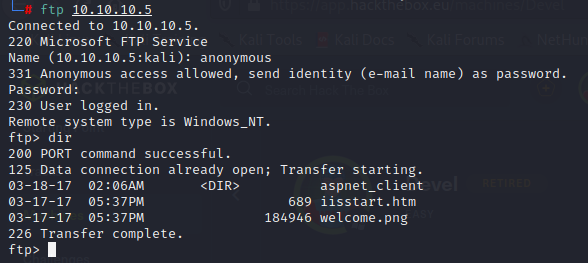 # ftp 10.10.10.5
Connected to 10.10.10.5.
220 Microsoft FTP Service
Name (10.10.10.5:kali): anonymous
331 Anonymous access allowed, send identity (e-mail name) as password.
Password:
230 User logged in.
Remote system type is Windows_NT.
ftp> dir
200 PORT command successful.
125 Data connection already open; Transfer starting.
03-18-17  02:06AM       <DIR>          aspnet_client
03-17-17  05:37PM                  689 iisstart.htm
03-17-17  05:37PM               184946 welcome.png
226 Transfer complete.
ftp>